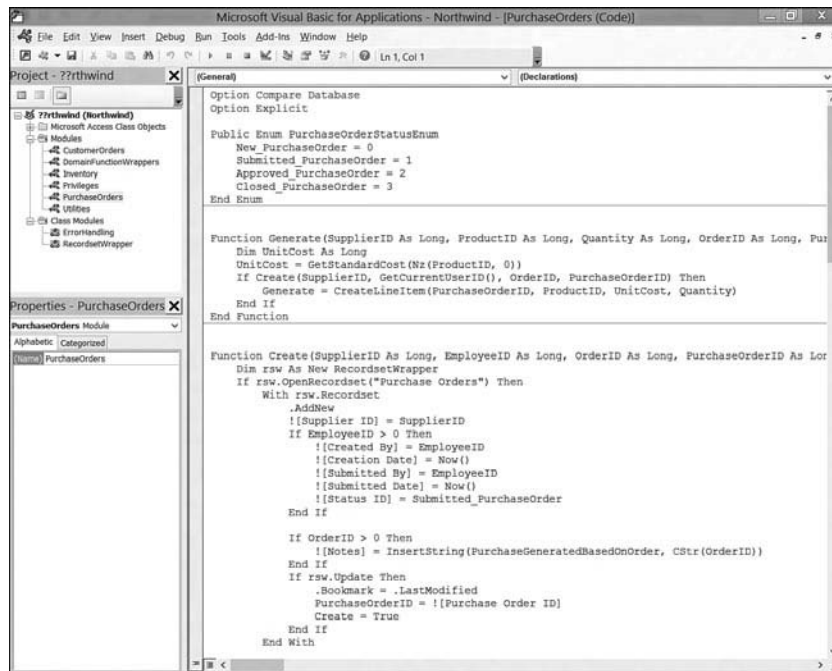 Microsoft Visual Basic for Applications - Northwind - [PurchaseOrders (Code)]
File Edit View Insert Debug Run Tools Add-Ins Window Help
Ln 1, Col 1
Project - ??rthwind
??rthwind (Northwind)
Microsoft Access Class Objects
Modules
CustomerOrders
DomainFunctionWrappers
Inventory
Privileges
PurchaseOrders
Utilities
Class Modules
ErrorHandling
RecordsetWrapper
Properties - PurchaseOrders
PurchaseOrders Module
Alphabetic Categorized
(Name) PurchaseOrders
(General) (Declarations)
Option Compare Database
Option Explicit
Public Enum PurchaseOrderStatusEnum
New_PurchaseOrder = 0
Submitted_PurchaseOrder = 1
Approved_PurchaseOrder = 2
Closed_PurchaseOrder = 3
End Enum
Function Generate(SupplierID As Long, ProductID As Long, Quantity As Long, OrderID As Long, Pur
Dim UnitCost As Long
UnitCost = GetStandardCost(Nz(ProductID, 0))
If Create(SupplierID, GetCurrentUserID(), OrderID, PurchaseOrderID) Then
Generate = CreateLineItem(PurchaseOrderID, ProductID, UnitCost, Quantity)
End If
End Function
Function Create(SupplierID As Long, EmployeeID As Long, OrderID As Long, PurchaseOrderID As Lon
Dim rsw As New RecordsetWrapper
If rsw.OpenRecordset("Purchase Orders") Then
With rsw.Recordset
.AddNew
![Supplier ID] = SupplierID
If EmployeeID > 0 Then
![Created By] = EmployeeID
![Creation Date] = Now()
![Submitted By] = EmployeeID
![Submitted Date] = Now()
![Status ID] = Submitted_PurchaseOrder
End If
If OrderID > 0 Then
![Notes] = InsertString(PurchaseGeneratedBasedOnOrder, CStr(OrderID))
End If
If rsw.Update Then
.Bookmark = .LastModified
PurchaseOrderID = ![Purchase Order ID]
Create = True
End If
End With